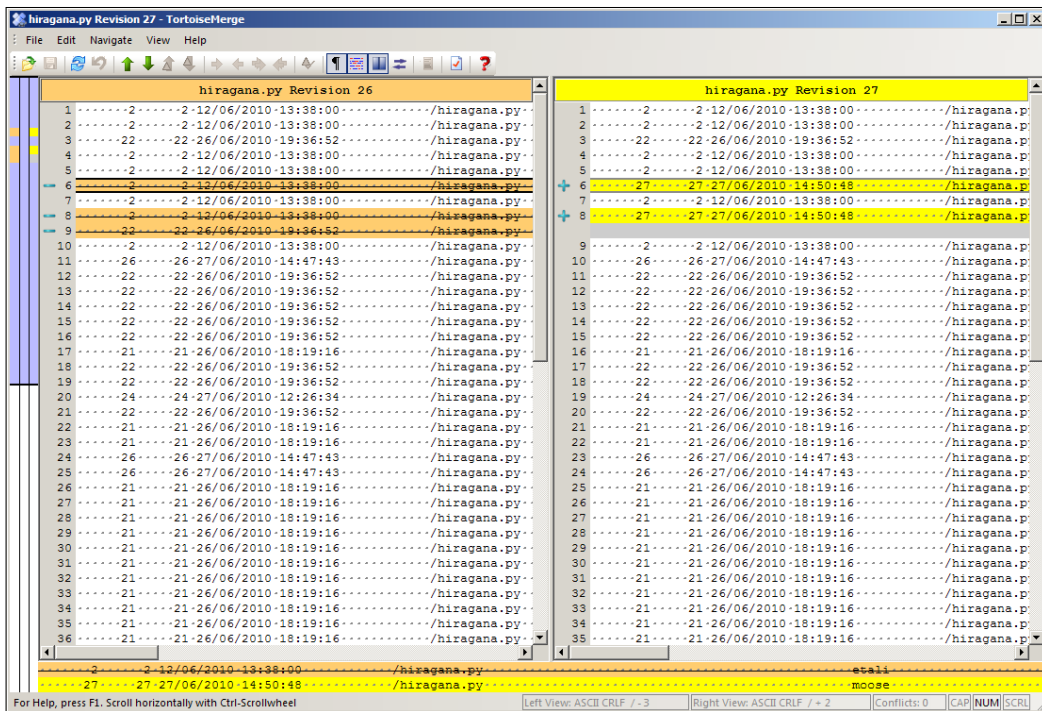 hiragana.py Revision 27 - TortoiseMerge
File Edit Navigate View Help
hiragana.py Revision 26
1 2 2 12/06/2010 13:38:00 /hiragana.py
2 2 2 12/06/2010 13:38:00 /hiragana.py
3 22 22 26/06/2010 19:36:52 /hiragana.py
4 2 2 12/06/2010 13:38:00 /hiragana.py
5 2 2 12/06/2010 13:38:00 /hiragana.py
6 2 2 12/06/2010 13:38:00 /hiragana.py
7 2 2 12/06/2010 13:38:00 /hiragana.py
8 2 2 12/06/2010 13:38:00 /hiragana.py
9 22 22 26/06/2010 19:36:52 /hiragana.py
10 2 2 12/06/2010 13:38:00 /hiragana.py
11 26 26 27/06/2010 14:47:43 /hiragana.py
12 22 22 26/06/2010 19:36:52 /hiragana.py
13 22 22 26/06/2010 19:36:52 /hiragana.py
14 22 22 26/06/2010 19:36:52 /hiragana.py
15 22 22 26/06/2010 19:36:52 /hiragana.py
16 22 22 26/06/2010 19:36:52 /hiragana.py
17 21 21 26/06/2010 18:19:16 /hiragana.py
18 22 22 26/06/2010 19:36:52 /hiragana.py
19 22 22 26/06/2010 19:36:52 /hiragana.py
20 24 24 27/06/2010 12:26:34 /hiragana.py
21 22 22 26/06/2010 19:36:52 /hiragana.py
22 21 21 26/06/2010 18:19:16 /hiragana.py
23 21 21 26/06/2010 18:19:16 /hiragana.py
24 26 26 27/06/2010 14:47:43 /hiragana.py
25 26 26 27/06/2010 14:47:43 /hiragana.py
26 21 21 26/06/2010 18:19:16 /hiragana.py
27 21 21 26/06/2010 18:19:16 /hiragana.py
28 21 21 26/06/2010 18:19:16 /hiragana.py
29 21 21 26/06/2010 18:19:16 /hiragana.py
30 21 21 26/06/2010 18:19:16 /hiragana.py
31 21 21 26/06/2010 18:19:16 /hiragana.py
32 21 21 26/06/2010 18:19:16 /hiragana.py
33 21 21 26/06/2010 18:19:16 /hiragana.py
34 21 21 26/06/2010 18:19:16 /hiragana.py
35 21 21 26/06/2010 18:19:16 /hiragana.py
36 21 21 26/06/2010 18:19:16 /hiragana.py
hiragana.py Revision 27
1 2 2 12/06/2010 13:38:00 /hiragana.p
2 2 2 12/06/2010 13:38:00 /hiragana.p
3 22 22 26/06/2010 19:36:52 /hiragana.p
4 2 2 12/06/2010 13:38:00 /hiragana.p
5 2 2 12/06/2010 13:38:00 /hiragana.p
6 27 27 27/06/2010 14:50:48 /hiragana.p
7 2 2 12/06/2010 13:38:00 /hiragana.p
8 27 27 27/06/2010 14:50:48 /hiragana.p
9 2 2 12/06/2010 13:38:00 /hiragana.p
10 26 26 27/06/2010 14:47:43 /hiragana.p
11 22 22 26/06/2010 19:36:52 /hiragana.p
12 22 22 26/06/2010 19:36:52 /hiragana.p
13 22 22 26/06/2010 19:36:52 /hiragana.p
14 22 22 26/06/2010 19:36:52 /hiragana.p
15 22 22 26/06/2010 19:36:52 /hiragana.p
16 21 21 26/06/2010 18:19:16 /hiragana.p
17 22 22 26/06/2010 19:36:52 /hiragana.p
18 22 22 26/06/2010 19:36:52 /hiragana.p
19 24 24 27/06/2010 12:26:34 /hiragana.p
20 22 22 26/06/2010 19:36:52 /hiragana.p
21 21 21 26/06/2010 18:19:16 /hiragana.p
22 21 21 26/06/2010 18:19:16 /hiragana.p
23 26 26 27/06/2010 14:47:43 /hiragana.p
24 26 26 27/06/2010 14:47:43 /hiragana.p
25 21 21 26/06/2010 18:19:16 /hiragana.p
26 21 21 26/06/2010 18:19:16 /hiragana.p
27 21 21 26/06/2010 18:19:16 /hiragana.p
28 21 21 26/06/2010 18:19:16 /hiragana.p
29 21 21 26/06/2010 18:19:16 /hiragana.p
30 21 21 26/06/2010 18:19:16 /hiragana.p
31 21 21 26/06/2010 18:19:16 /hiragana.p
32 21 21 26/06/2010 18:19:16 /hiragana.p
33 21 21 26/06/2010 18:19:16 /hiragana.p
34 21 21 26/06/2010 18:19:16 /hiragana.p
35 21 21 26/06/2010 18:19:16 /hiragana.p
2 2 12/06/2010 13:38:00 /hiragana.py etali
27 27 27/06/2010 14:50:48 /hiragana.py moose
For Help, press F1. Scroll horizontally with Ctrl-Scrollwheel Left View: ASCII CRLF / - 3 Right View: ASCII CRLF / + 2 Conflicts: 0 CAP NUM SCRL